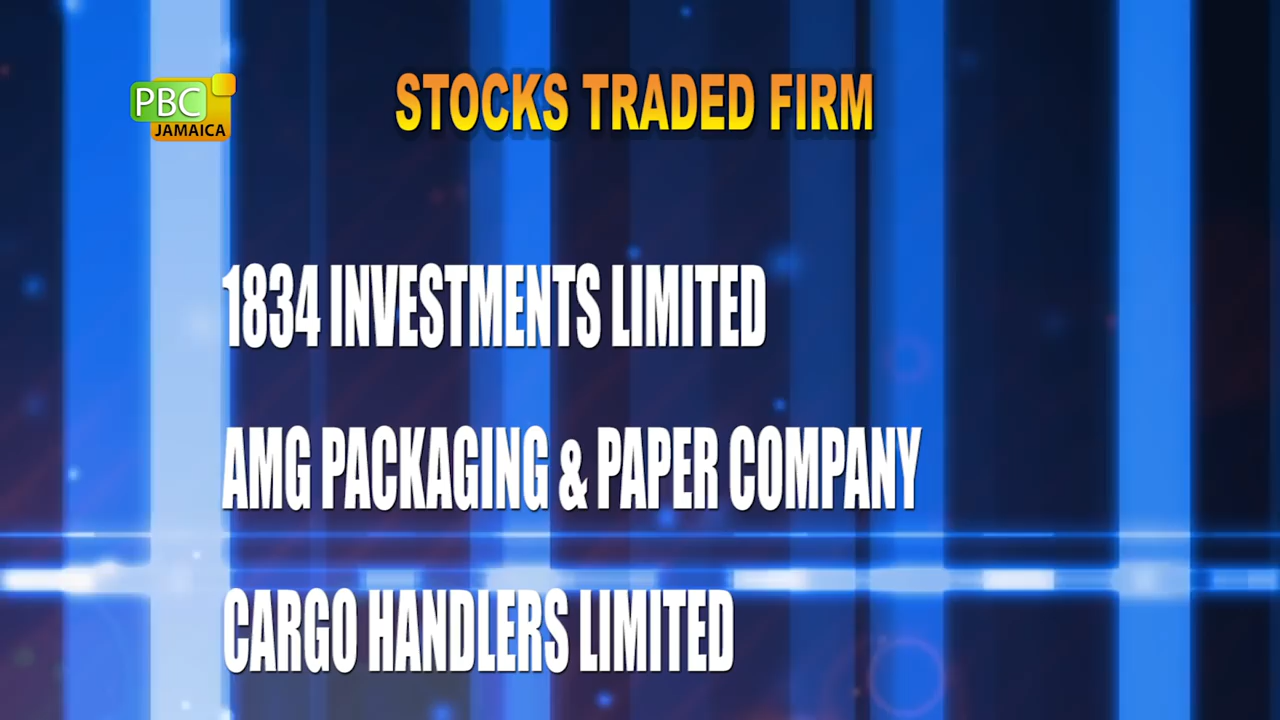 PBC
JAMAICA
STOCKS TRADED FIRM
1834 INVESTMENTS LIMITED
AMG PACKAGING & PAPER COMPANY
CARGO HANDLERS LIMITED